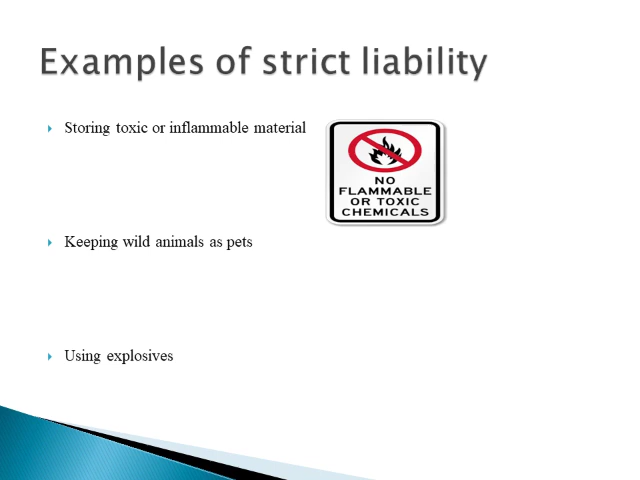 Examples of strict liability
Storing toxic or inflammable material
NO
FLAMMABLE
OR TOXIC
CHEMICALS
Keeping wild animals as pets
Using explosives